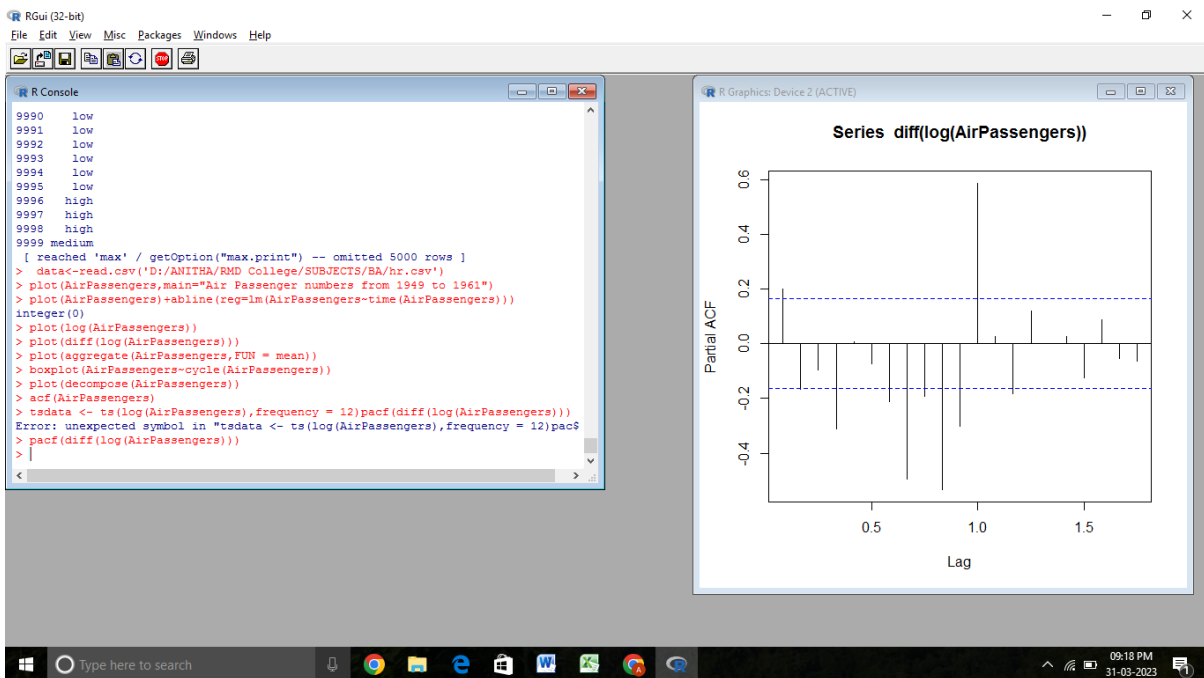 RGui (32-bit)
File Edit View Misc Packages Windows Help
STOP
R Console
9990 low
9991 low
9992 low
9993 low
9994 low
9995 low
9996 high
9997 high
9998 high
9999 medium
[ reached 'max' / getOption("max.print") -- omitted 5000 rows ]
> data<-read.csv('D:/ANITHA/RMD College/SUBJECTS/BA/hr.csv')
> plot(AirPassengers,main="Air Passenger numbers from 1949 to 1961")
> plot(AirPassengers)+abline(reg=lm(AirPassengers~time(AirPassengers)))
integer(0)
> plot(log(AirPassengers))
> plot(diff(log(AirPassengers)))
> plot(aggregate(AirPassengers,FUN = mean))
> boxplot(AirPassengers~cycle(AirPassengers))
> plot(decompose(AirPassengers))
> acf(AirPassengers)
> tsdata <- ts(log(AirPassengers),frequency = 12)pacf(diff(log(AirPassengers)))
Error: unexpected symbol in "tsdata <- ts(log(AirPassengers),frequency = 12)pac$
> pacf(diff(log(AirPassengers)))
>
R Graphics: Device 2 (ACTIVE)
Series diff(log(AirPassengers))
Partial ACF
0.6
0.4
0.2
0.0
-0.2
-0.4
0.5 1.0 1.5
Lag
Type here to search
09:18 PM
31-03-2023
1